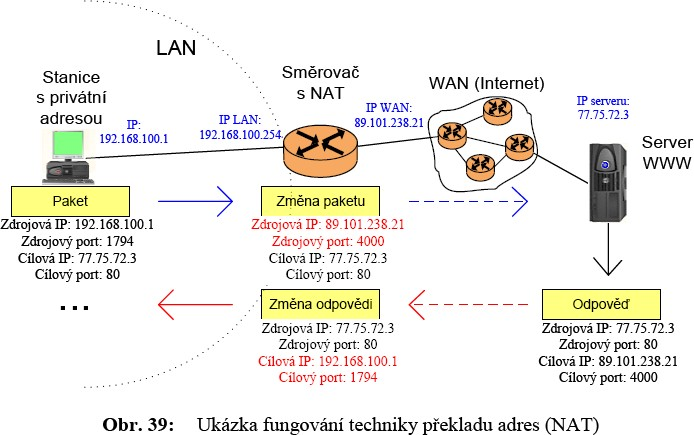 LAN
Stanice
s privátní
adresou
IP:
192.168.100.1
IP LAN:
192.168.100.254
Směrovač
s NAT
IP WAN:
89.101.238.21
WAN (Internet)
IP serveru:
77.75.72.3
Server
WWW
Paket
Zdrojová IP: 192.168.100.1
Zdrojový port: 1794
Cílová IP: 77.75.72.3
Cílový port: 80
Změna paketu
Zdrojová IP: 89.101.238.21
Zdrojový port: 4000
Cílová IP: 77.75.72.3
Cílový port: 80
...
Změna odpovědi
Zdrojová IP: 77.75.72.3
Zdrojový port: 80
Cílová IP: 192.168.100.1
Cílový port: 1794
Odpověď
Zdrojová IP: 77.75.72.3
Zdrojový port: 80
Cílová IP: 89.101.238.21
Cílový port: 4000
Obr. 39: Ukázka fungování techniky překladu adres (NAT)